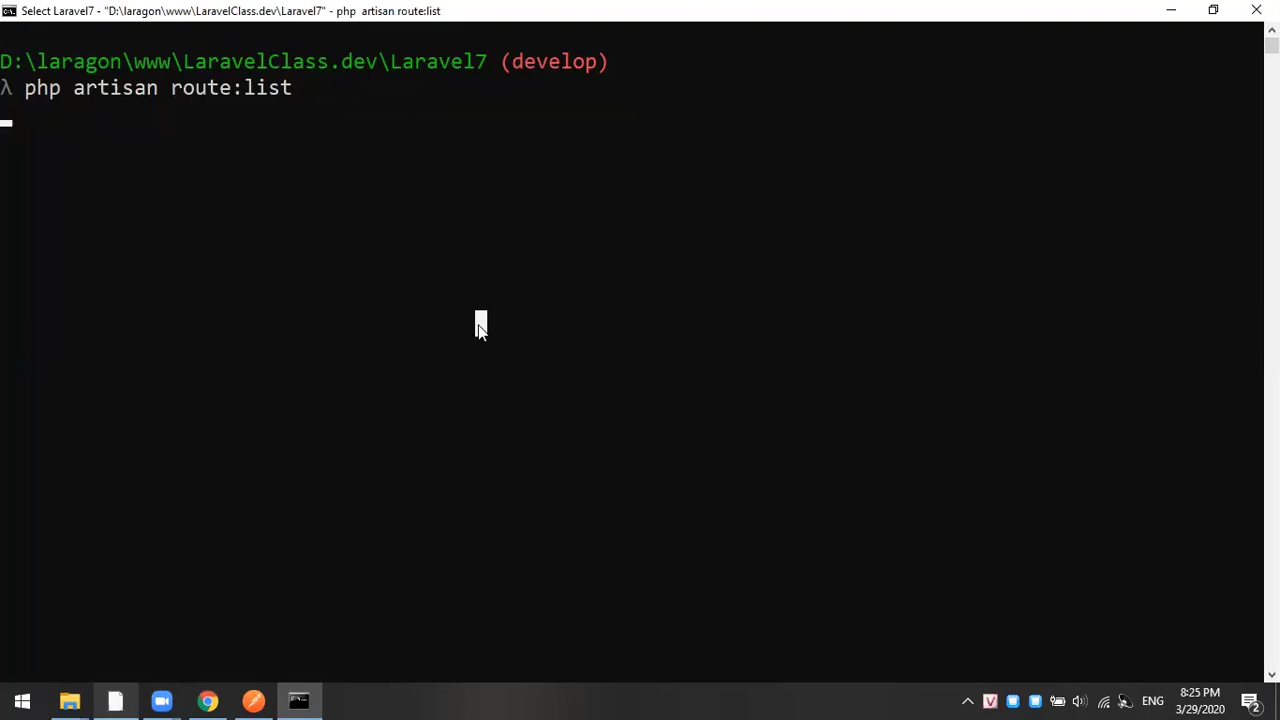 Select Laravel7 - "D:\laragon\www\LaravelClass.dev\Laravel7" - php  artisan route:list
D:\laragon\www\LaravelClass.dev\Laravel7 (develop)
λ php artisan route:list
V
ENG
8:25 PM
3/29/2020
2